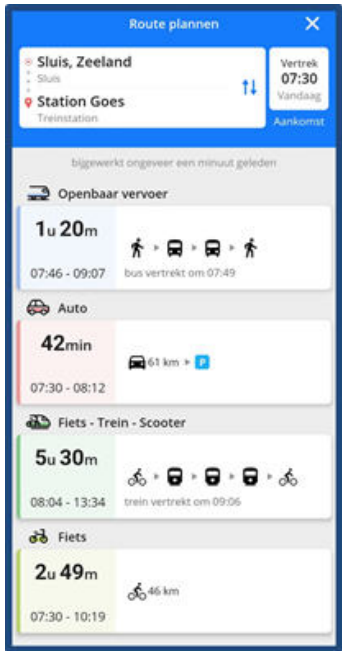 Route plannen
Sluis, Zeeland
Sluis
Station Goes
Treinstation
Vertrek
07:30
Vandaag
Aankomst
bijgewerkt ongeveer een minuut geleden
Openbaar vervoer
1u 20m
07:46 - 09:07
bus vertrekt om 07:49
Auto
42min
61 km
P
07:30 - 08:12
Fiets - Trein - Scooter
5u 30m
08:04 - 13:34
trein vertrekt om 09:06
Fiets
2u 49m
46 km
07:30 - 10:19